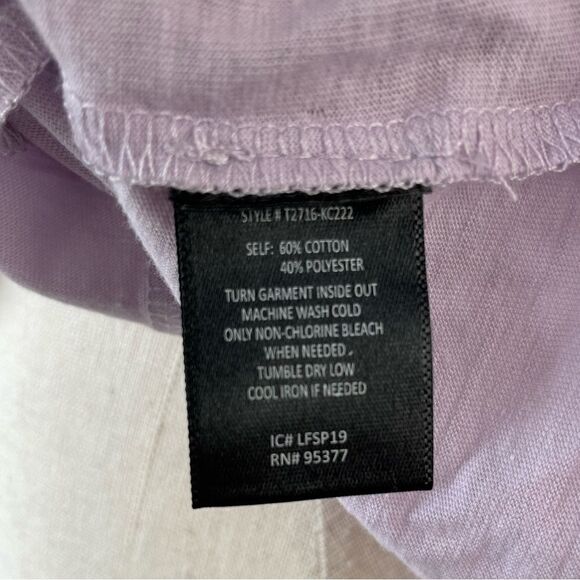 STYLE # T2716-KC222
SELF: 60% COTTON
40% POLYESTER
TURN GARMENT INSIDE OUT
MACHINE WASH COLD
ONLY NON-CHLORINE BLEACH
WHEN NEEDED.
TUMBLE DRY LOW
COOL IRON IF NEEDED
IC# LFSP19
RN# 95377